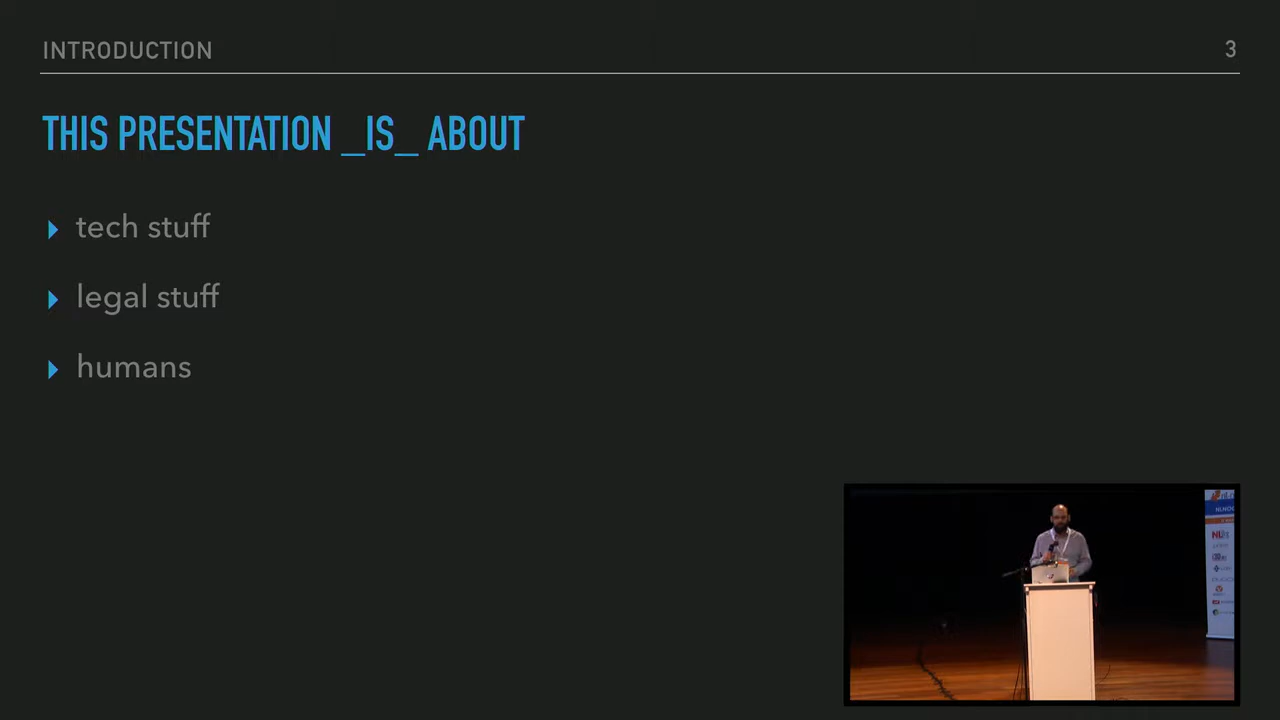 INTRODUCTION
3
THIS PRESENTATION _IS_ ABOUT
tech stuff
legal stuff
humans